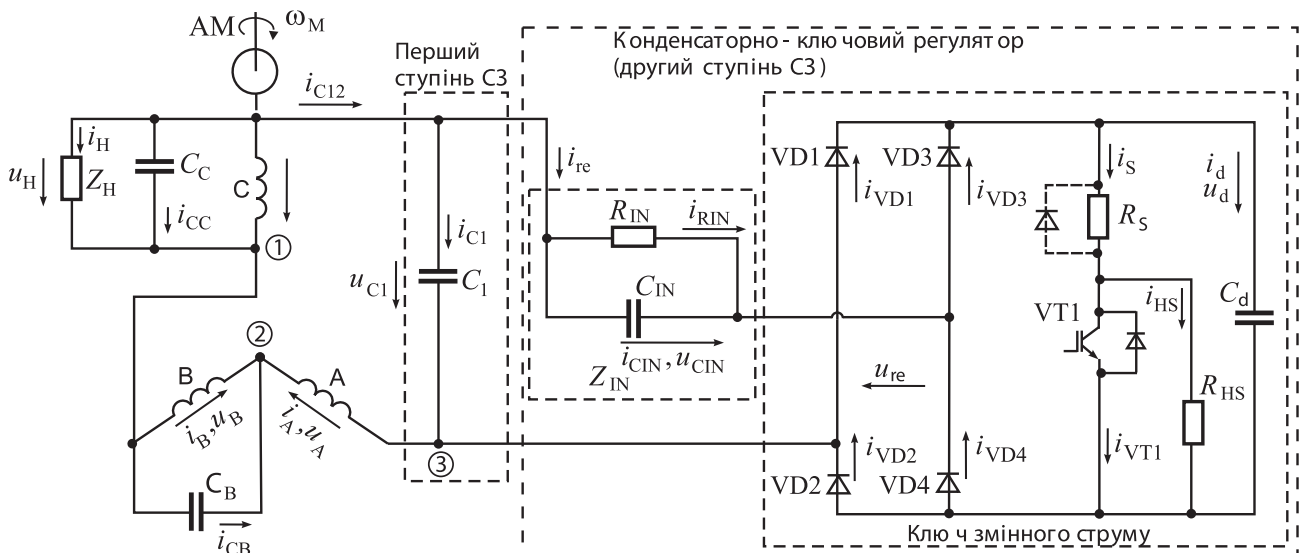 AM
ω_M
Перший
ступінь СЗ
Конденсаторно - ключовий регулятор
(другий ступінь СЗ)
i_C12
i_H
u_H
Z_H
C_C
i_CC
C
1
i_C1
u_C1
C_1
i_re
R_IN
i_RIN
C_IN
i_CIN, u_CIN
Z_IN
VD1
i_VD1
VD3
i_VD3
i_S
R_S
i_d
u_d
C_d
VT1
i_HS
R_HS
u_re
2
B
A
i_B, u_B
i_A, u_A
3
C_B
i_CB
VD2
i_VD2
VD4
i_VD4
i_VT1
Ключ змінного струму